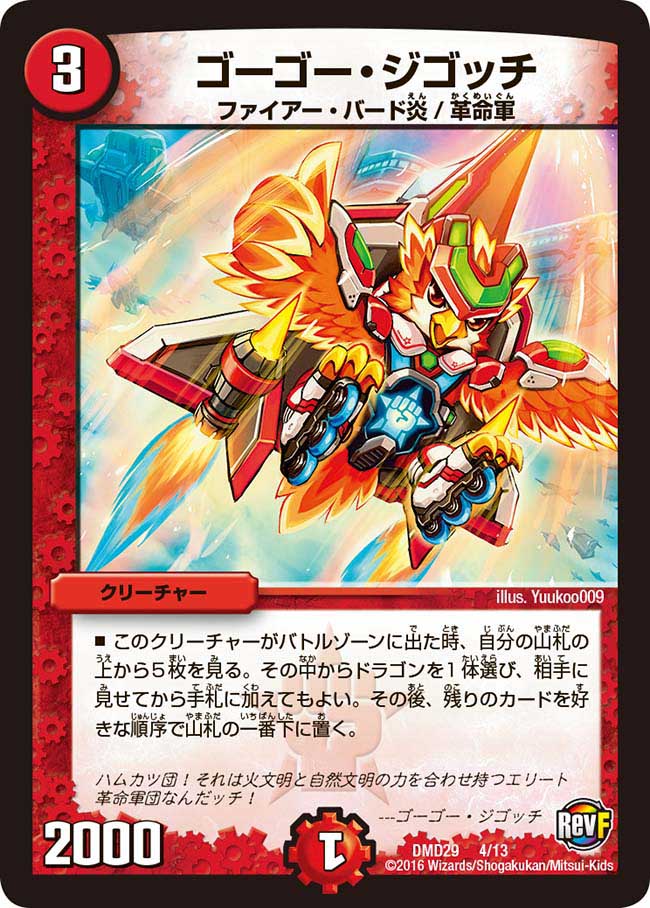 3
ゴーゴー・ジゴッチ
ファイアー・バード炎 / 革命軍
クリーチャー
illus. Yuukoo009
■ このクリーチャーがバトルゾーンに出た時、自分の山札の
上から5枚を見る。その中からドラゴンを1体選び、相手に
見せてから手札に加えてもよい。その後、残りのカードを好
きな順序で山札の一番下に置く。
ハムカツ団！それは火文明と自然文明の力を合わせ持つエリート
革命軍団なんだッチ！
---ゴーゴー・ジゴッチ
2000
1
RevF
DMD29 4/13
©2016 Wizards/Shogakukan/Mitsui-Kids